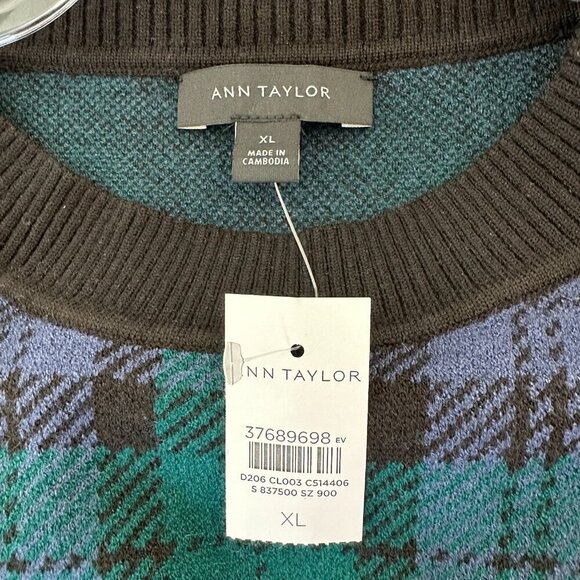 ANN TAYLOR
XL
MADE IN
CAMBODIA
NN TAYLOR
37689698 EV
D206 CL003 C514406
S 837500 SZ 900
XL